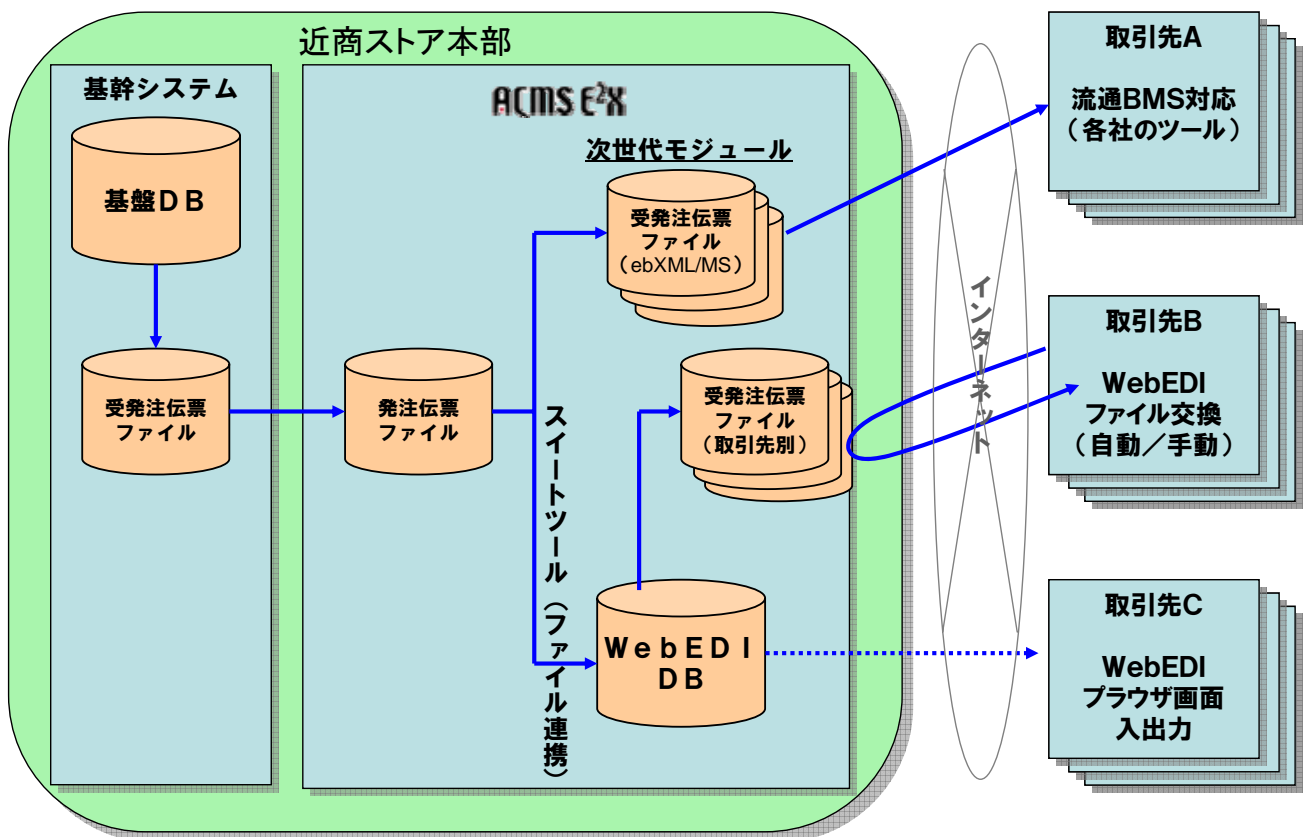 近商ストア本部
基幹システム
基盤DB
受発注伝票
ファイル
ACMS E²X
次世代モジュール
受発注伝票
ファイル
（ebXML/MS）
発注伝票
ファイル
スイートツール（ファイル連携）
受発注伝票
ファイル
（取引先別）
WebEDI
DB
インターネット
取引先A
流通BMS対応
（各社のツール）
取引先B
WebEDI
ファイル交換
（自動／手動）
取引先C
WebEDI
ブラウザ画面
入出力